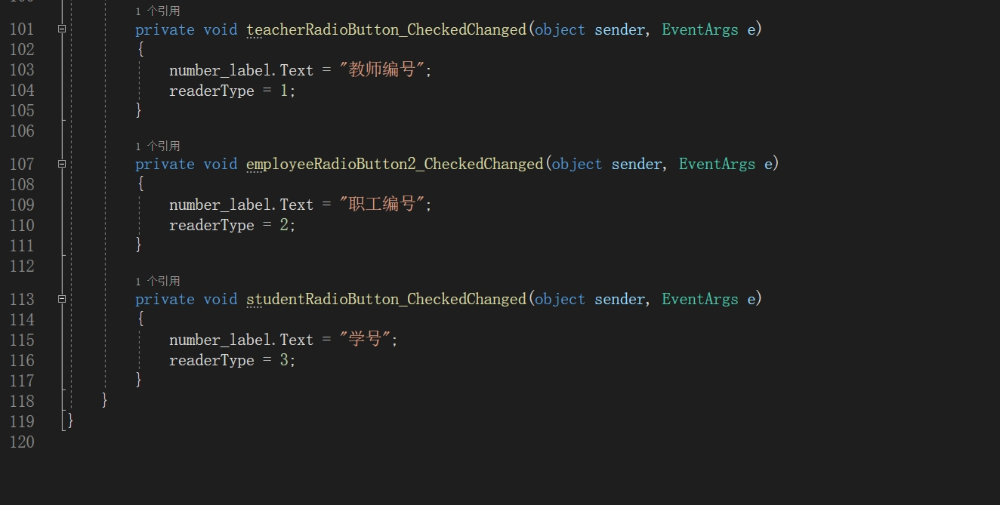 1 个引用
101 private void teacherRadioButton_CheckedChanged(object sender, EventArgs e)
102 {
103 number_label.Text = "教师编号";
104 readerType = 1;
105 }
106
1 个引用
107 private void employeeRadioButton2_CheckedChanged(object sender, EventArgs e)
108 {
109 number_label.Text = "职工编号";
110 readerType = 2;
111 }
112
1 个引用
113 private void studentRadioButton_CheckedChanged(object sender, EventArgs e)
114 {
115 number_label.Text = "学号";
116 readerType = 3;
117 }
118 }
119 }
120